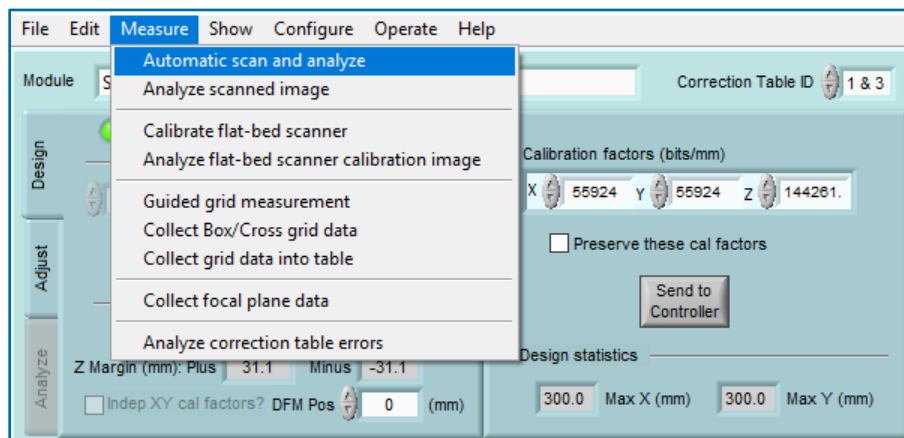 File Edit Measure Show Configure Operate Help
Automatic scan and analyze
Module S Correction Table ID 1 & 3
Analyze scanned image
Calibrate flat-bed scanner
Analyze flat-bed scanner calibration image
Guided grid measurement
Collect Box/Cross grid data
Collect grid data into table
Collect focal plane data
Analyze correction table errors
Design
Adjust
Analyze
Calibration factors (bits/mm)
X 55924 Y 55924 Z 144261.
Preserve these cal factors
Send to
Controller
Design statistics
300.0 Max X (mm) 300.0 Max Y (mm)
Z Margin (mm): Plus 31.1 Minus -31.1
Indep XY cal factors? DFM Pos 0 (mm)